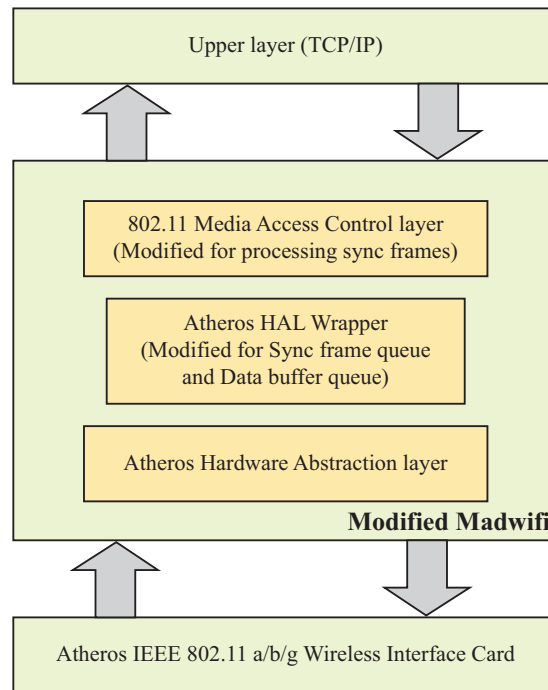 Upper layer (TCP/IP)
802.11 Media Access Control layer
(Modified for processing sync frames)
Atheros HAL Wrapper
(Modified for Sync frame queue
and Data buffer queue)
Atheros Hardware Abstraction layer
Modified Madwifi
Atheros IEEE 802.11 a/b/g Wireless Interface Card